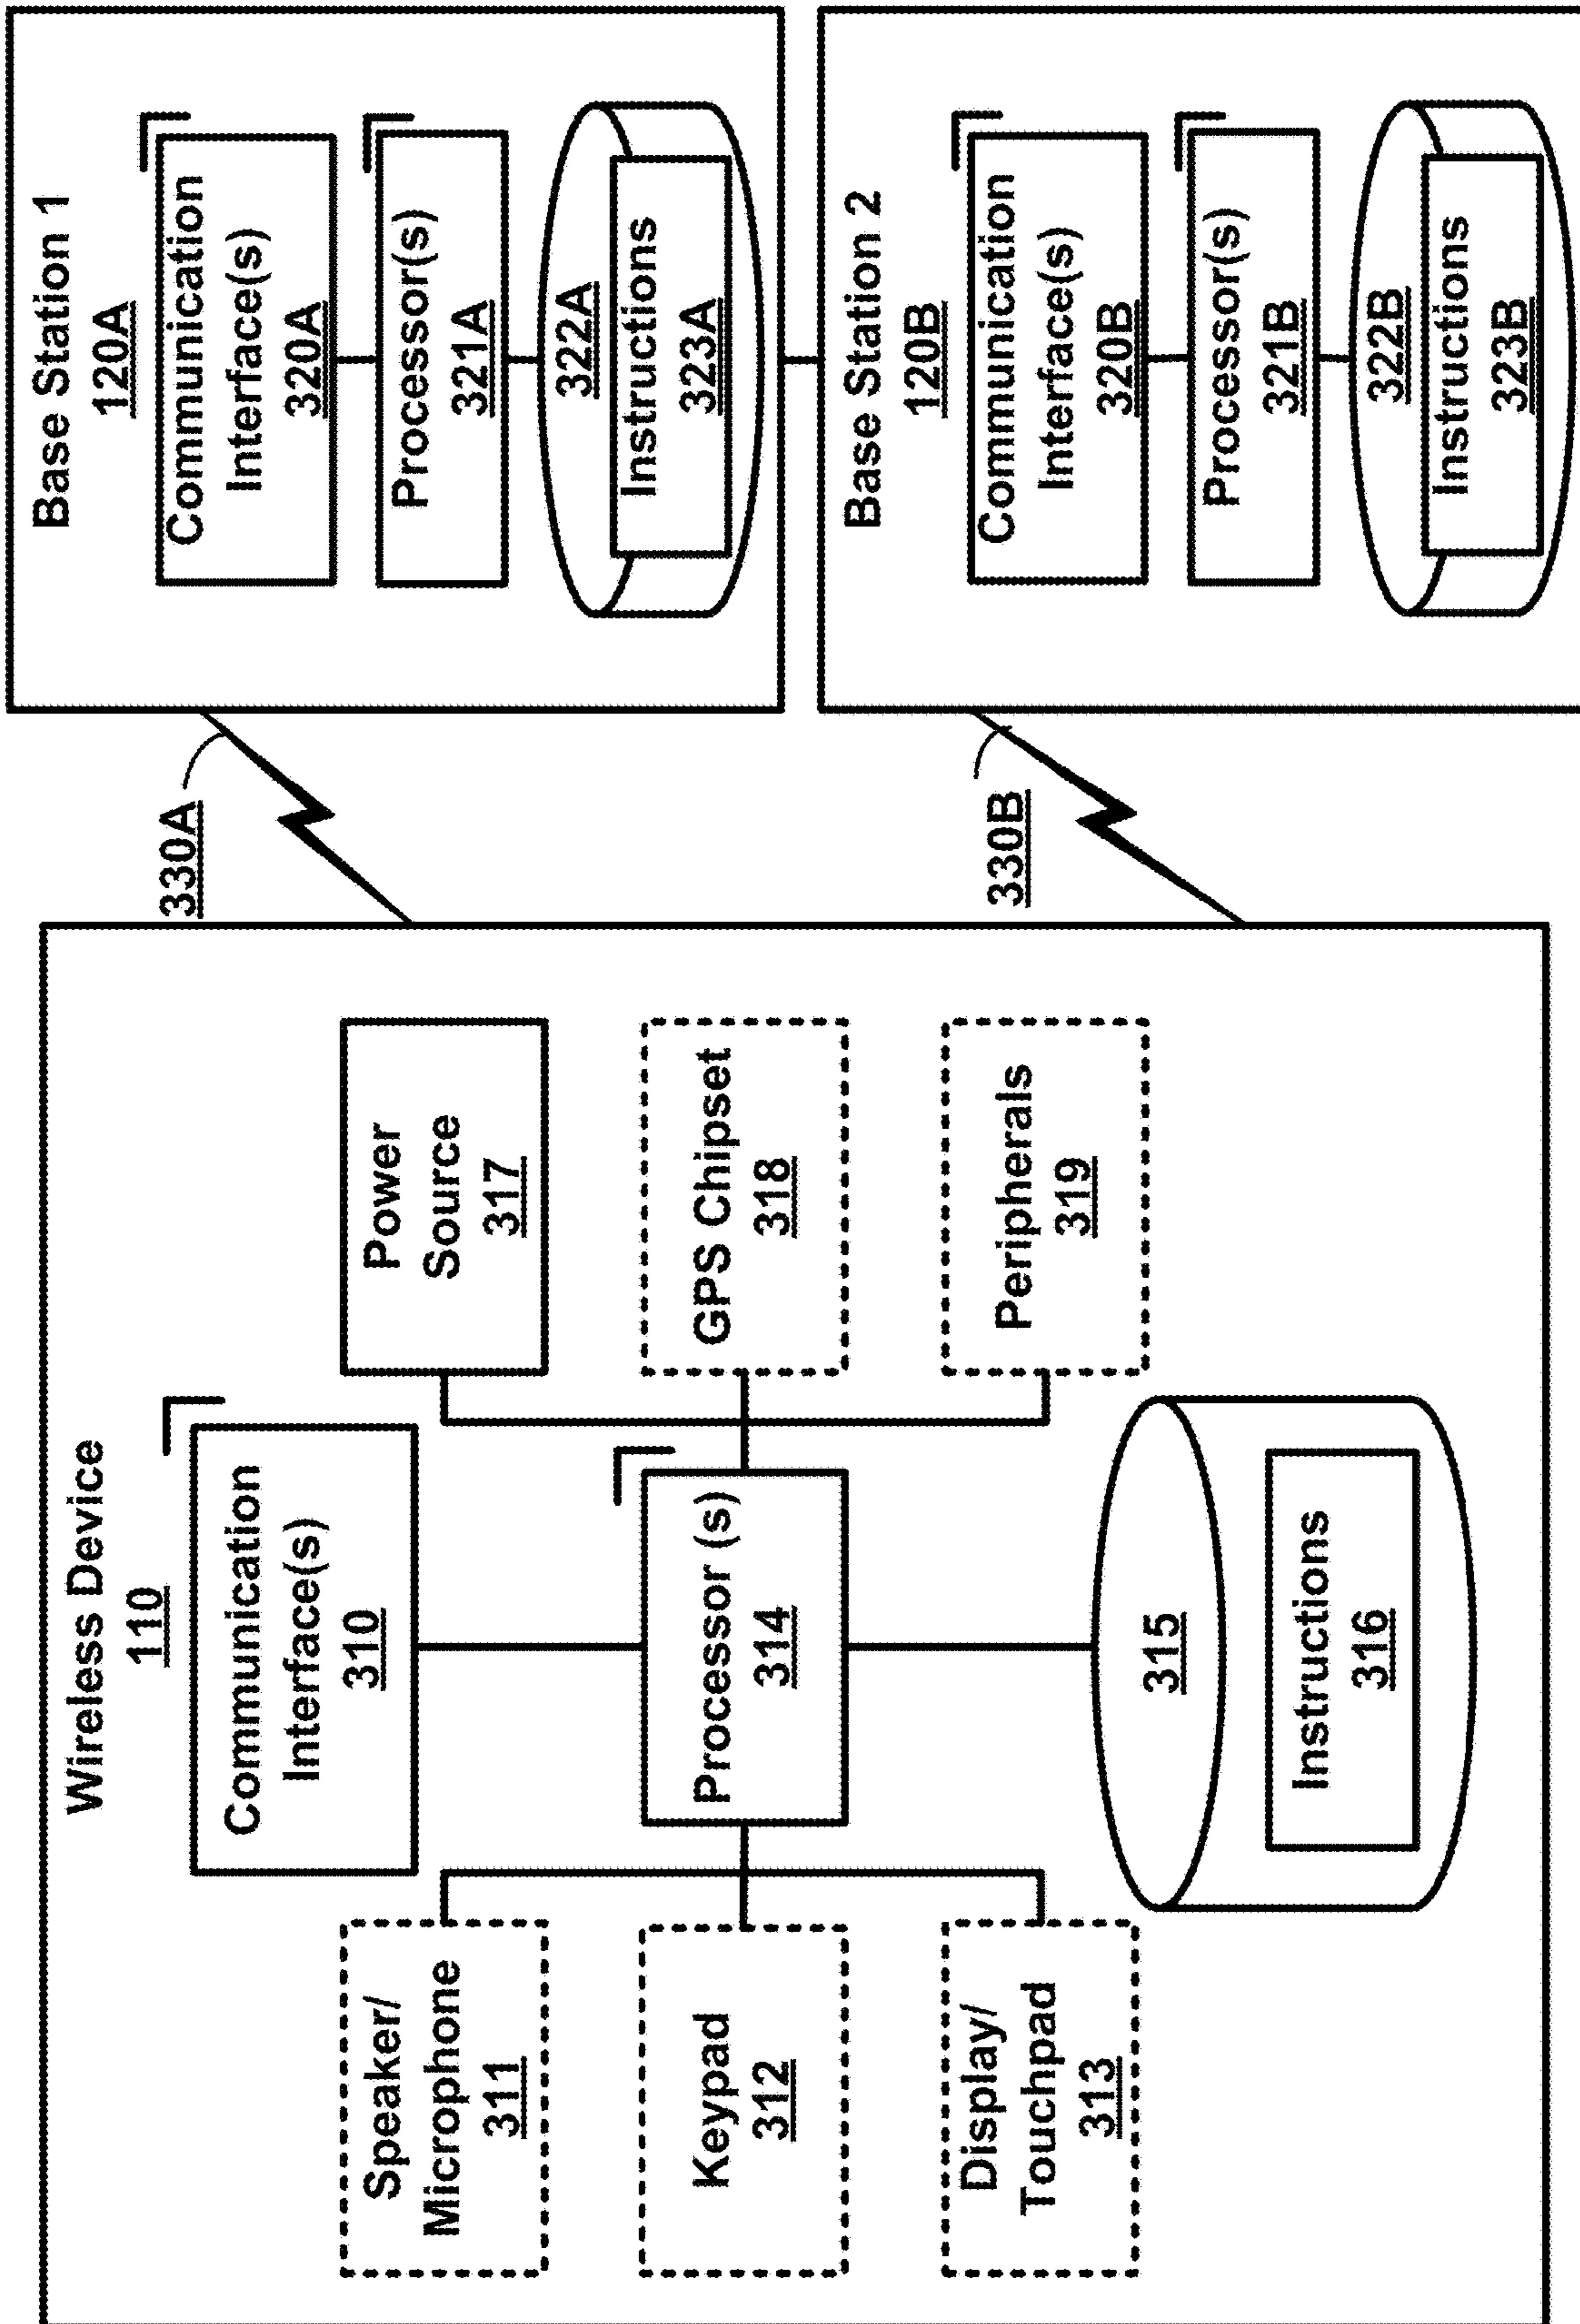 Wireless Device
110
Communication
Interface(s)
310
Speaker/
Microphone
311
Keypad
312
Display/
Touchpad
313
Processor (s)
314
315
Instructions
316
Power
Source
317
GPS Chipset
318
Peripherals
319
330A
330B
Base Station 1
120A
Communication
Interface(s)
320A
Processor(s)
321A
322A
Instructions
323A
Base Station 2
120B
Communication
Interface(s)
320B
Processor(s)
321B
322B
Instructions
323B